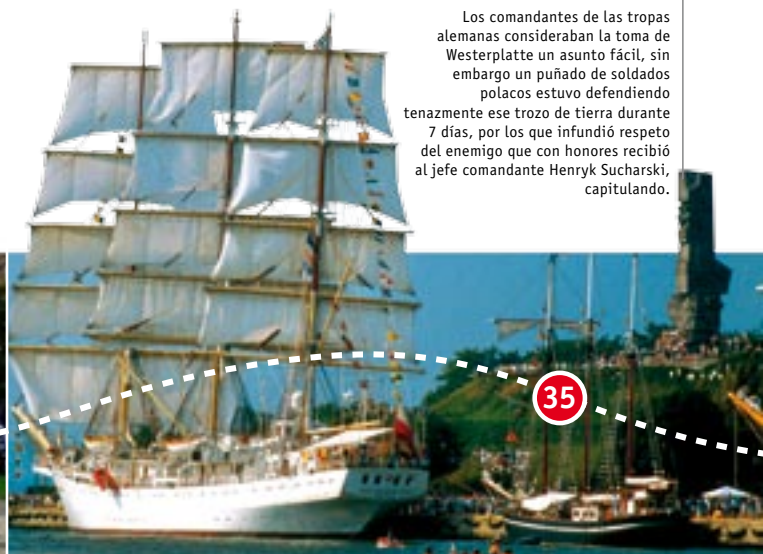 Los comandantes de las tropas
alemanas consideraban la toma de
Westerplatte un asunto fácil, sin
embargo un puñado de soldados
polacos estuvo defendiendo
tenazmente ese trozo de tierra durante
7 días, por los que infundió respeto
del enemigo que con honores recibió
al jefe comandante Henryk Sucharski,
capitulando.
35